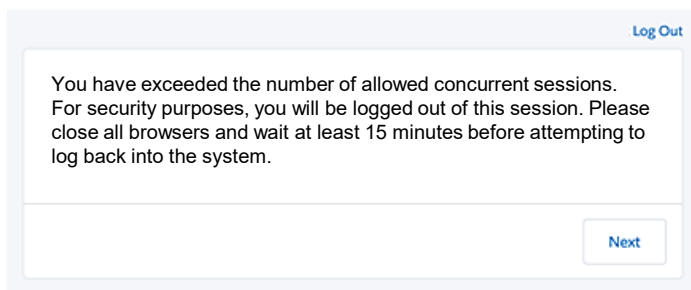 Log Out
You have exceeded the number of allowed concurrent sessions.
For security purposes, you will be logged out of this session. Please
close all browsers and wait at least 15 minutes before attempting to
log back into the system.
Next